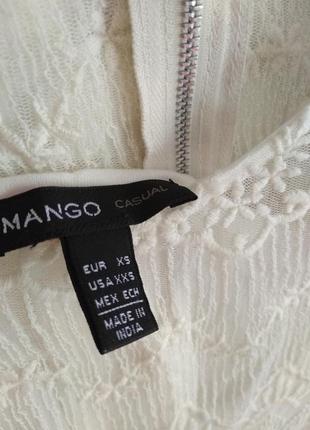 MANGO CASUAL
EUR XS
USA XXS
MEX ECH
MADE IN
INDIA